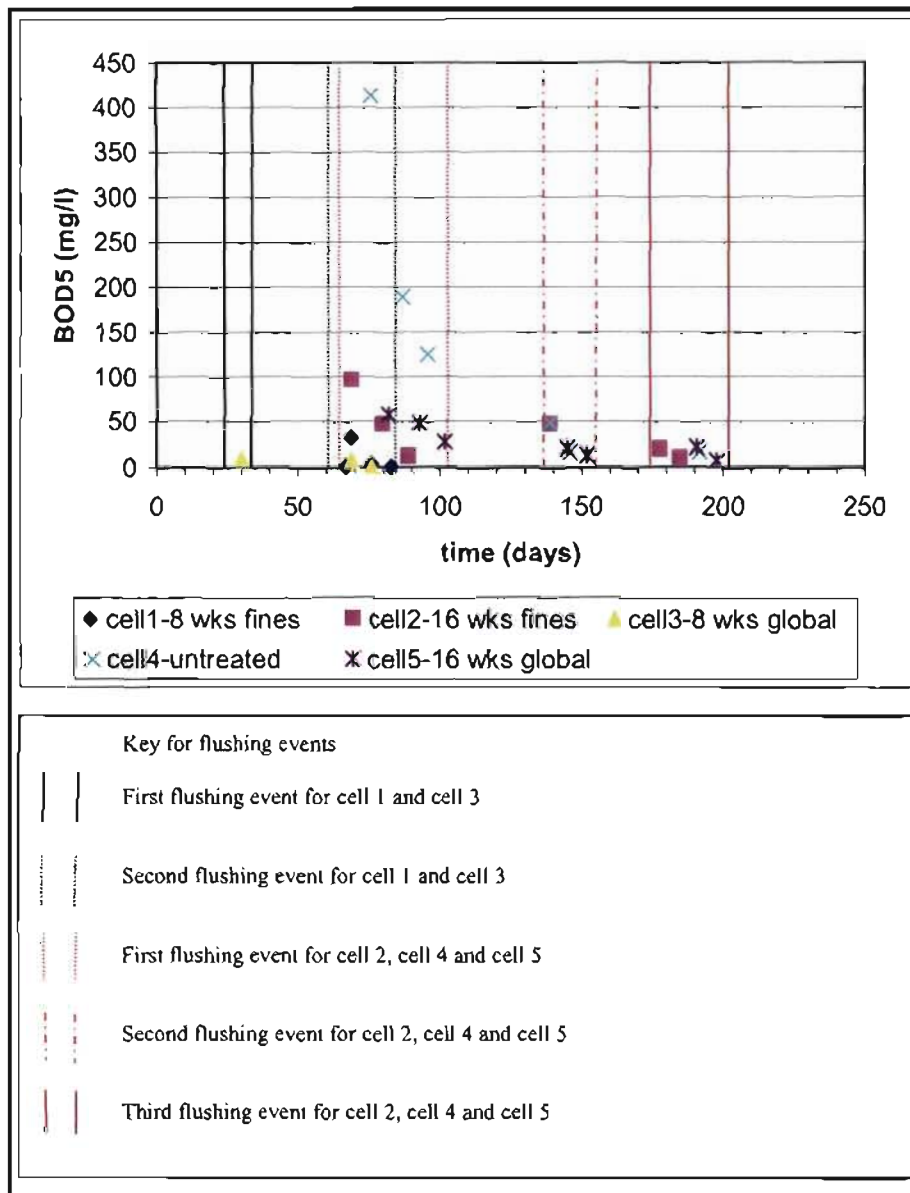 450
400
350
300
250
200
150
100
50
0
BOD5 (mg/l)
0 50 100 150 200 250
time (days)
cell1-8 wks fines cell2-16 wks fines cell3-8 wks global
cell4-untreated cell5-16 wks global
Key for flushing events
First flushing event for cell 1 and cell 3
Second flushing event for cell 1 and cell 3
First flushing event for cell 2, cell 4 and cell 5
Second flushing event for cell 2, cell 4 and cell 5
Third flushing event for cell 2, cell 4 and cell 5